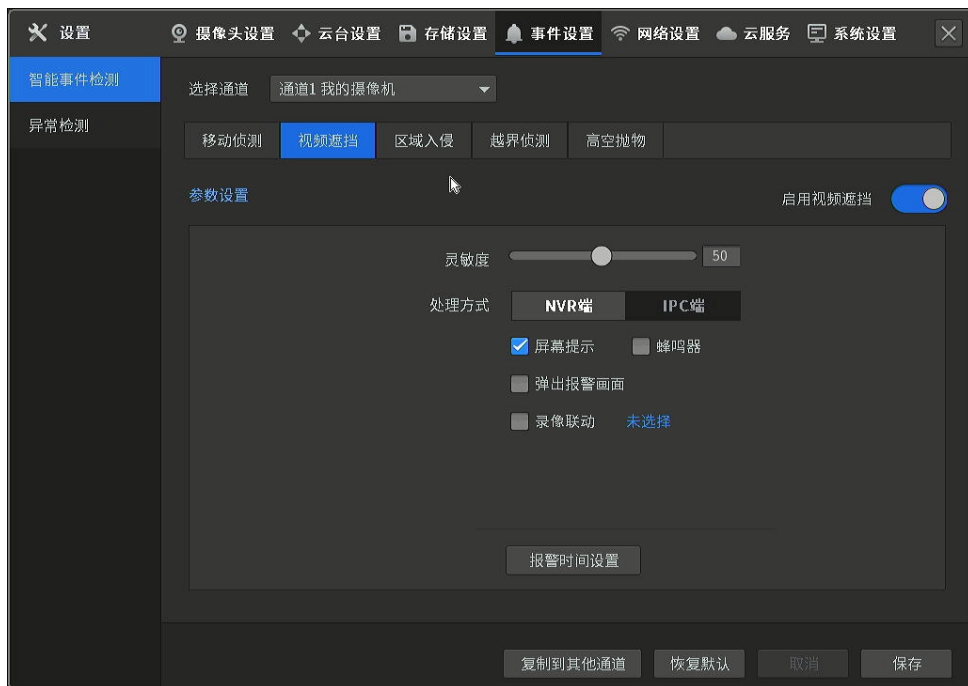 设置 摄像头设置 云台设置 存储设置 事件设置 网络设置 云服务 系统设置
智能事件检测
异常检测
选择通道 通道1 我的摄像机
移动侦测 视频遮挡 区域入侵 越界侦测 高空抛物
参数设置 启用视频遮挡
灵敏度 50
处理方式 NVR端 IPC端
屏幕提示 蜂鸣器
弹出报警画面
录像联动 未选择
报警时间设置
复制到其他通道 恢复默认 取消 保存